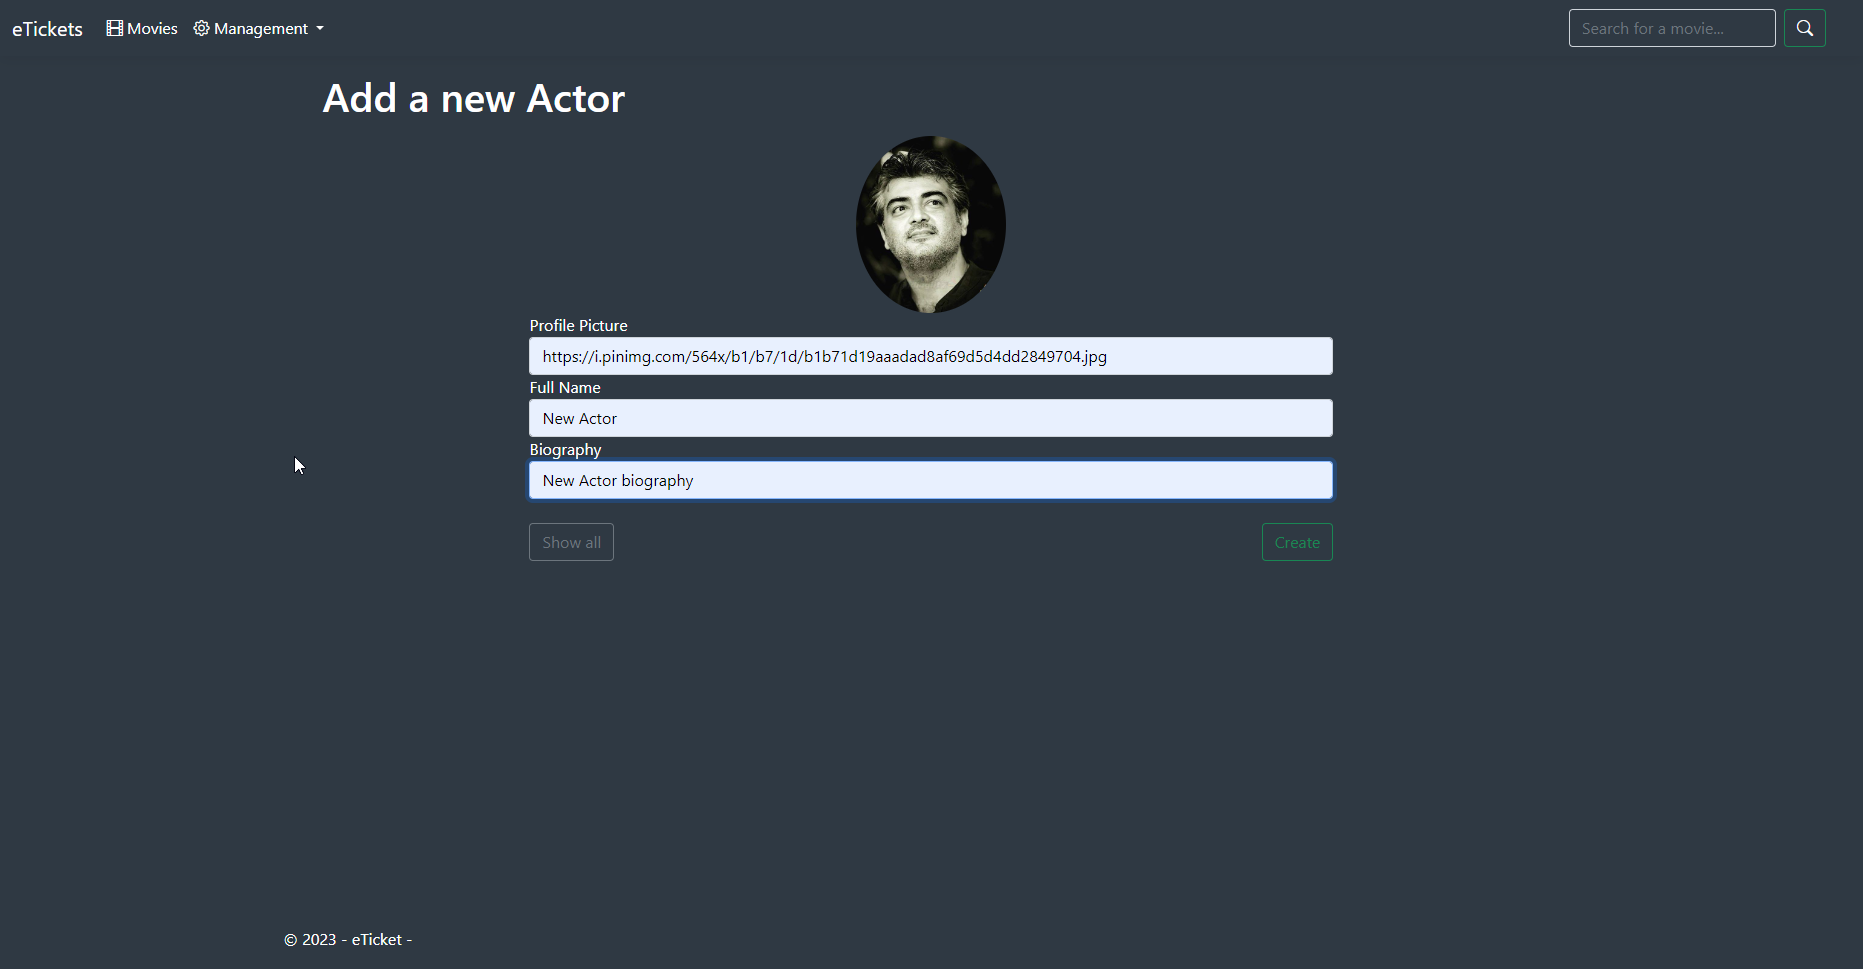 eTickets Movies Management Search for a movie...
Add a new Actor
Profile Picture
https://i.pinimg.com/564x/b1/b7/1d/b1b71d19aaadad8af69d5d4dd2849704.jpg
Full Name
New Actor
Biography
New Actor biography
Show all Create
© 2023 - eTicket -